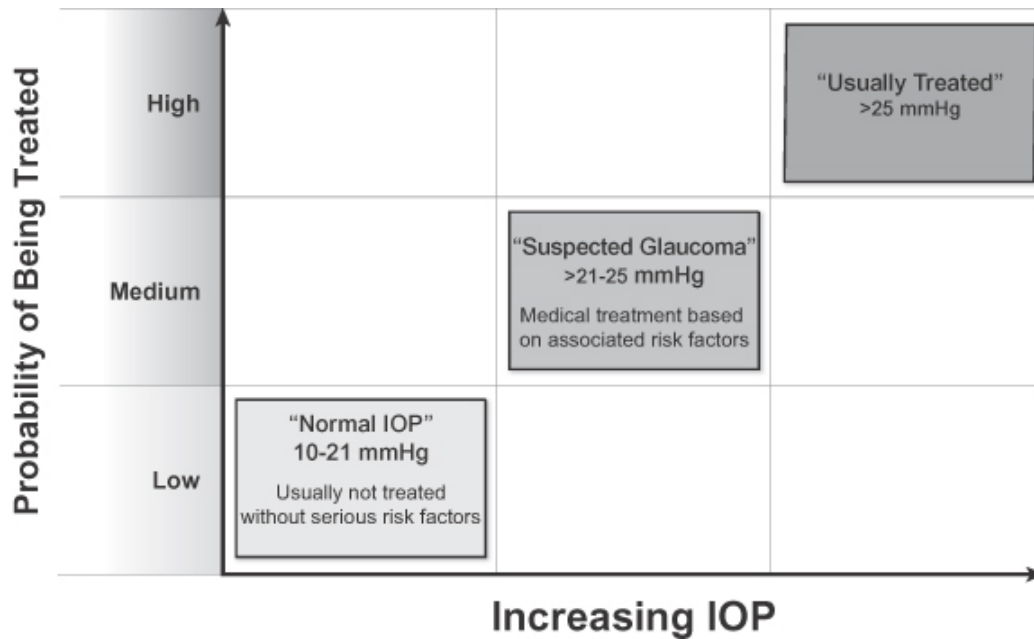 Probability of Being Treated
High
Medium
Low
“Usually Treated”
>25 mmHg
“Suspected Glaucoma”
>21-25 mmHg
Medical treatment based
on associated risk factors
“Normal IOP”
10-21 mmHg
Usually not treated
without serious risk factors
Increasing IOP